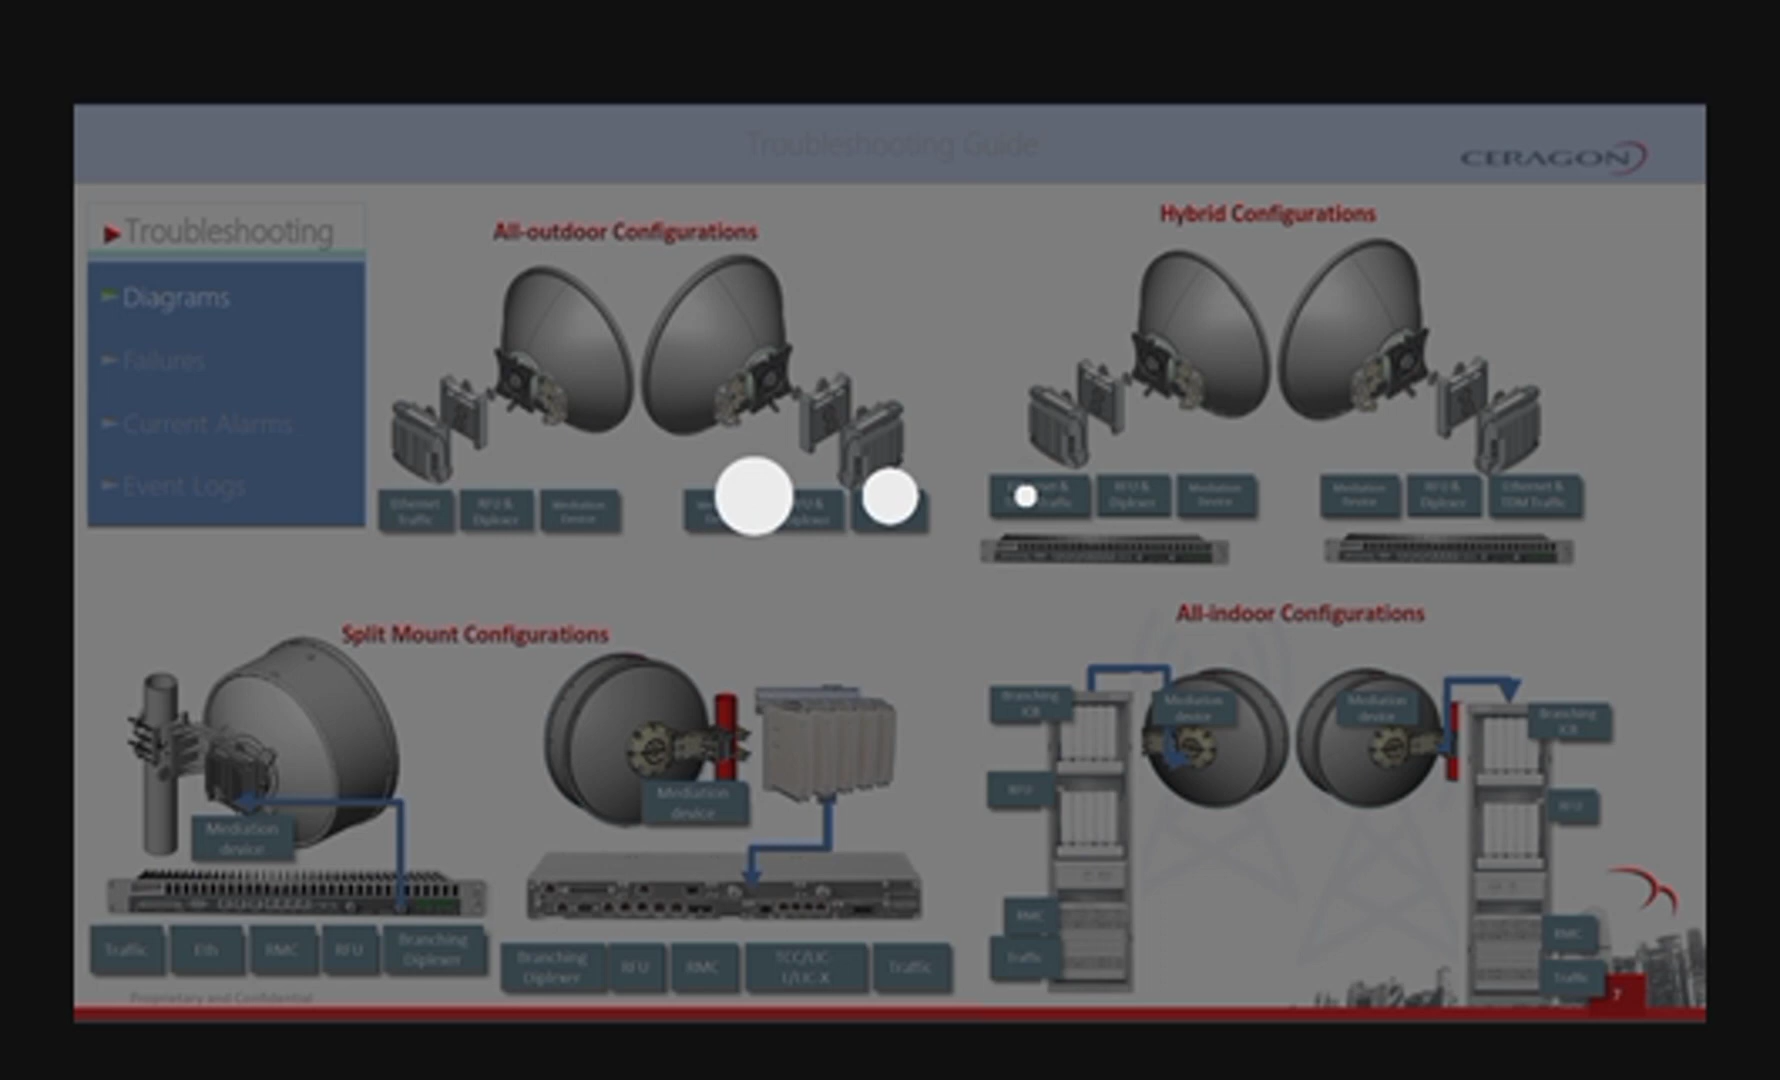 Troubleshooting Guide
CERAGON
Troubleshooting
Diagrams
Failures
Current Alarms
Event Logs
All-outdoor Configurations
Ethernet
Traffic
RFU &
Diplexer
Mediation
Device
Hybrid Configurations
Traffic
RFU &
Diplexer
Mediation
Device
Mediation
Device
RFU &
Diplexer
Ethernet &
TDM Traffic
Split Mount Configurations
Mediation
device
Traffic
Eth
RMC
RFU
Branching
Diplexer
Mediation
device
Branching
Diplexer
RFU
RMC
TCC/LIC-
Traffic
All-indoor Configurations
Branching
ICB
Mediation
device
RFU
RMC
Traffic
Mediation
device
Branching
ICB
RFU
RMC
Traffic
Proprietary and Confidential
7